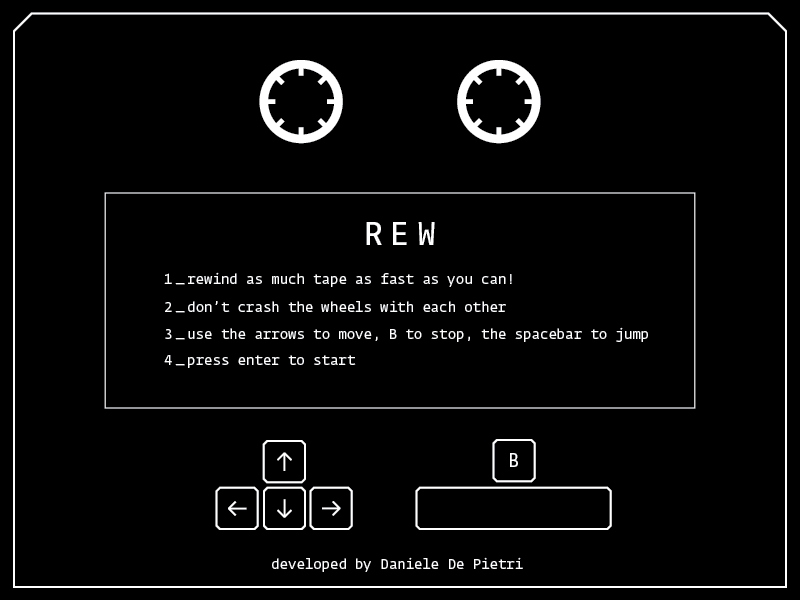 REW
1_rewind as much tape as fast as you can!
2_don’t crash the wheels with each other
3_use the arrows to move, B to stop, the spacebar to jump
4_press enter to start
↑
B
← ↓ →
developed by Daniele De Pietri